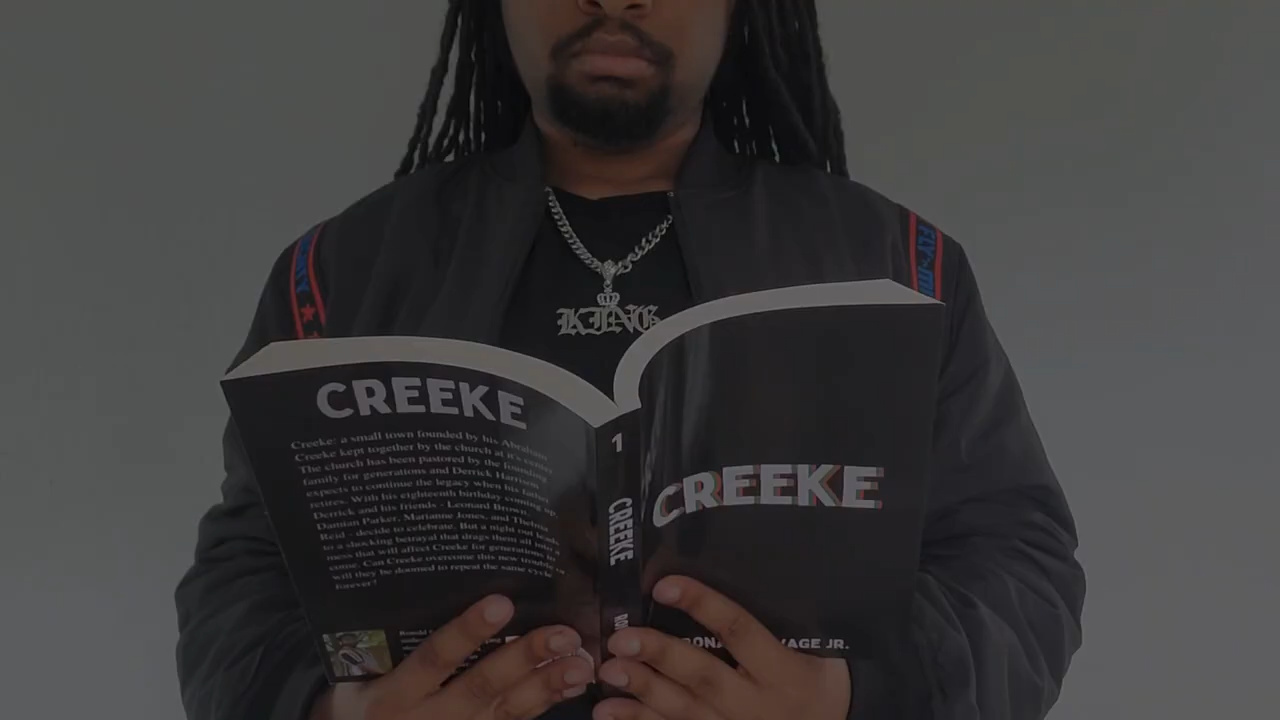 FLY
KING
CREEKE
Creeke: a small town founded by his Abraham
Creeke kept together by the church at it's center
The church has been pastored by the founding
family for generations and Derrick Harrison
expects to continue the legacy when his father
retires. With his eighteenth birthday coming up,
Derrick and his friends - Leonard Brown,
Damian Parker, Marianne Jones, and Thelma
Reid - decide to celebrate. But a night out leads
to a shocking betrayal that drags them all into a
mess that will affect Creeke for generations to
come. Can Creeke overcome this new trouble or
will they be doomed to repeat the same cycle
forever?
Ronald
1
CREEKE
CREEKE
JR.